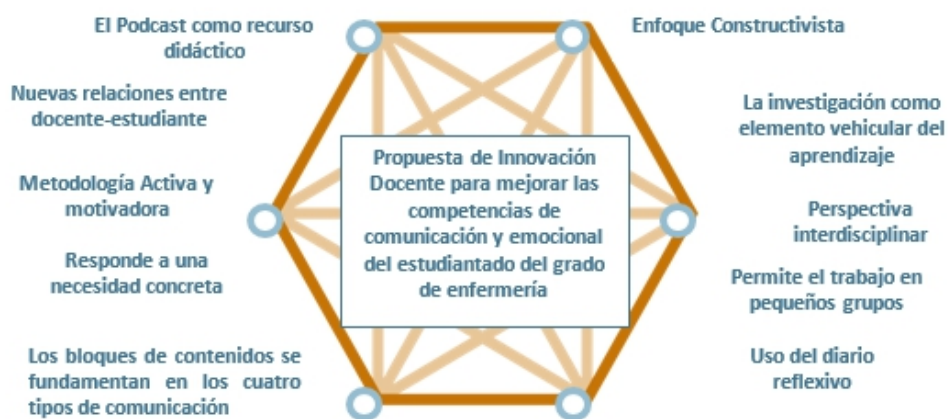 El Podcast como recurso
didáctico
Nuevas relaciones entre
docente-estudiante
Metodología Activa y
motivadora
Responde a una
necesidad concreta
Los bloques de contenidos se
fundamentan en los cuatro
tipos de comunicación
Propuesta de Innovación
Docente para mejorar las
competencias de
comunicación y emocional
del estudiantado del grado
de enfermería
Enfoque Constructivista
La investigación como
elemento vehicular del
aprendizaje
Perspectiva
interdisciplinar
Permite el trabajo en
pequeños grupos
Uso del diario
reflexivo